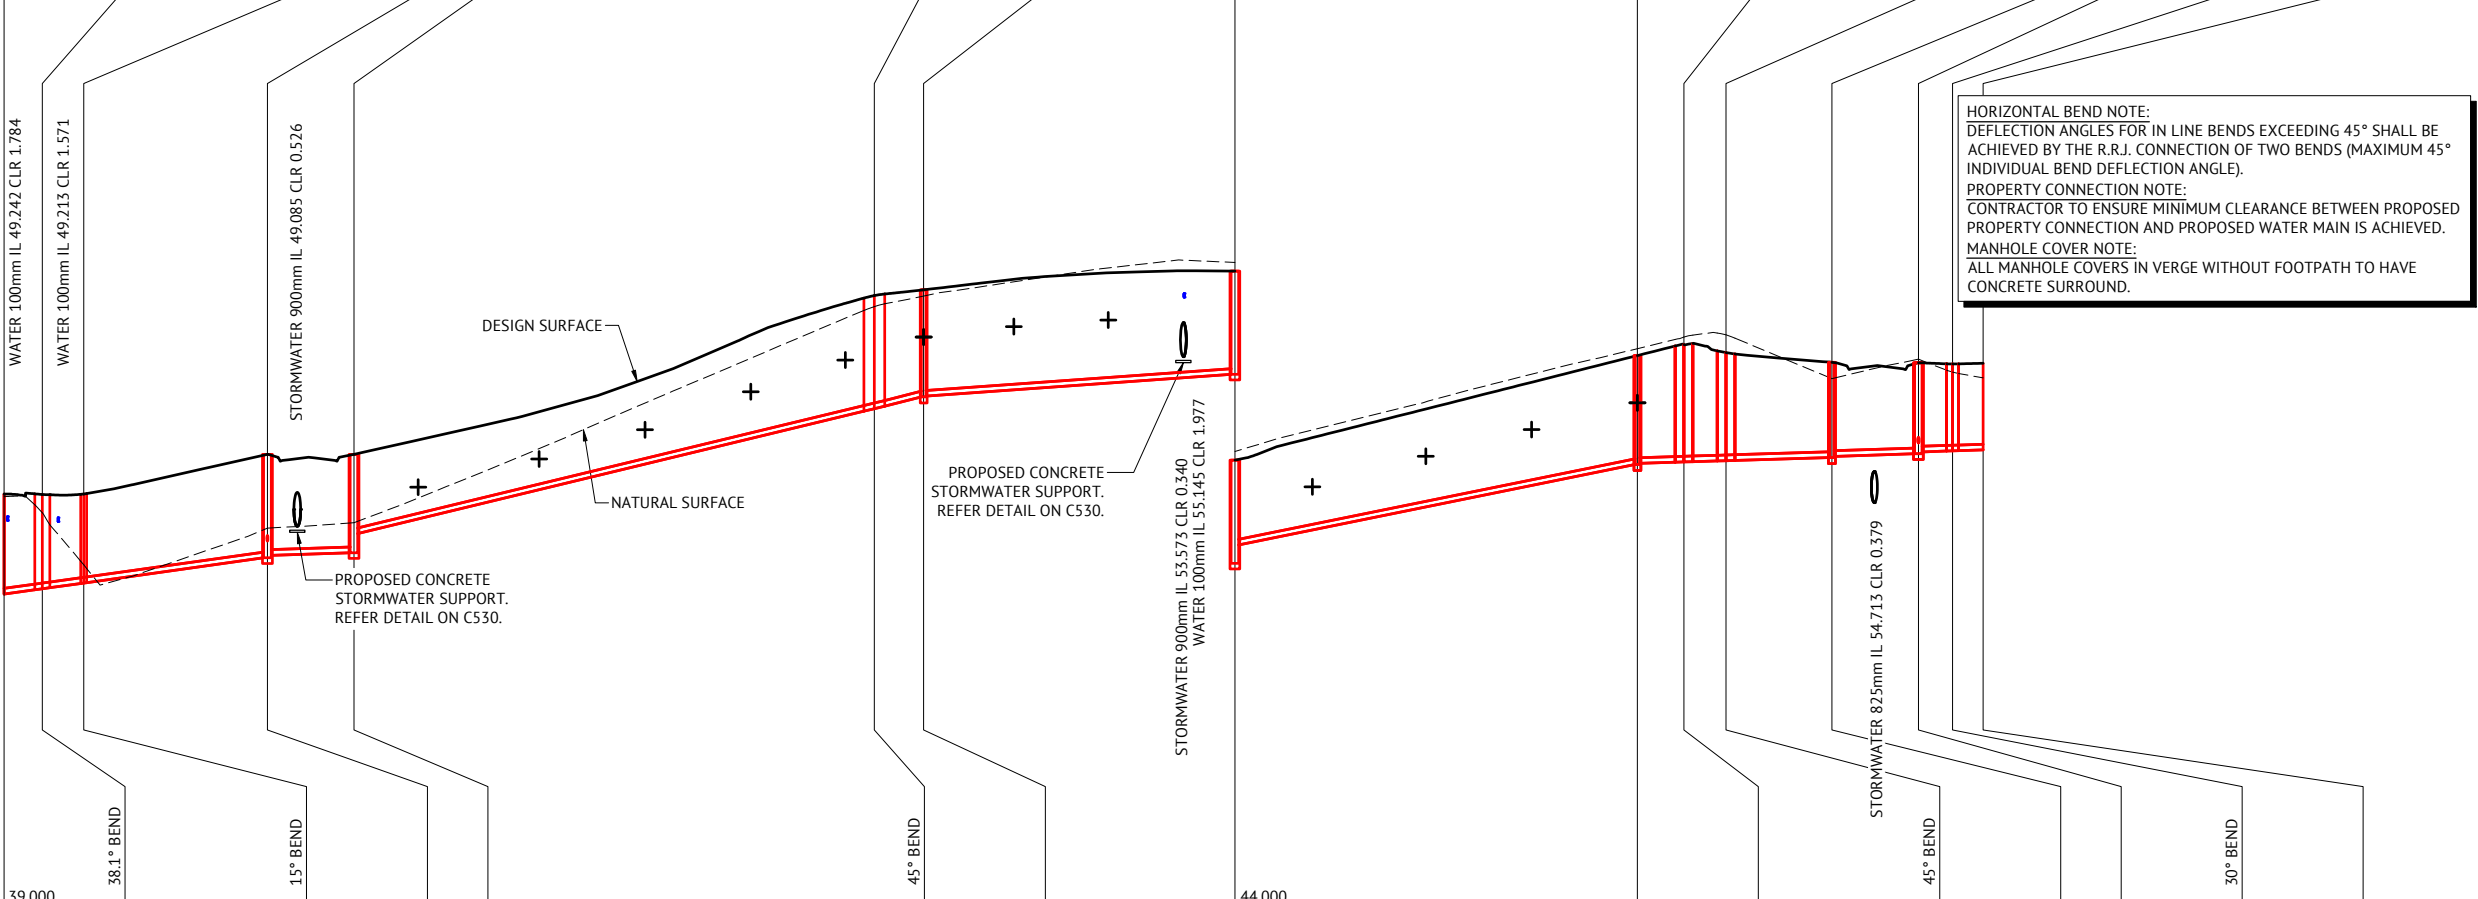 WATER 100mm IL 49.242 CLR 1.784
WATER 100mm IL 49.213 CLR 1.571
STORMWATER 900mm IL 49.085 CLR 0.526
HORIZONTAL BEND NOTE:
DEFLECTION ANGLES FOR IN LINE BENDS EXCEEDING 45° SHALL BE
ACHIEVED BY THE R.R.J. CONNECTION OF TWO BENDS (MAXIMUM 45°
INDIVIDUAL BEND DEFLECTION ANGLE).
PROPERTY CONNECTION NOTE:
CONTRACTOR TO ENSURE MINIMUM CLEARANCE BETWEEN PROPOSED
PROPERTY CONNECTION AND PROPOSED WATER MAIN IS ACHIEVED.
MANHOLE COVER NOTE:
ALL MANHOLE COVERS IN VERGE WITHOUT FOOTPATH TO HAVE
CONCRETE SURROUND.
DESIGN SURFACE
NATURAL SURFACE
PROPOSED CONCRETE
STORMWATER SUPPORT.
REFER DETAIL ON C530.
PROPOSED CONCRETE
STORMWATER SUPPORT.
REFER DETAIL ON C530.
STORMWATER 900mm IL 53.573 CLR 0.340
WATER 100mm IL 55.145 CLR 1.977
STORMWATER 825mm IL 54.713 CLR 0.379
38.1° BEND
15° BEND
45° BEND
45° BEND
30° BEND
39.000
44.000